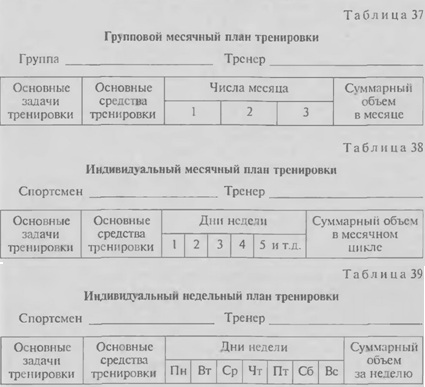 Таблица 37
Групповой месячный план тренировки
Группа Тренер
Основные задачи тренировки
Основные средства тренировки
Числа месяца
1 2 3
Суммарный объем в месяце
Таблица 38
Индивидуальный месячный план тренировки
Спортсмен Тренер
Основные задачи тренировки
Основные средства тренировки
Дни недели
1 2 3 4 5 и т.д.
Суммарный объем в месячном цикле
Таблица 39
Индивидуальный недельный план тренировки
Спортсмен Тренер
Основные задачи тренировки
Основные средства тренировки
Дни недели
Пн Вт Ср Чт Пт Сб Вс
Суммарный объем за неделю